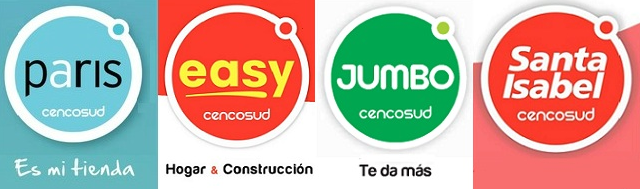 paris
cencosud
Es mi tienda
easy
cencosud
Hogar & Construcción
JUMBO
cencosud
Te da más
Santa
Isabel
cencosud